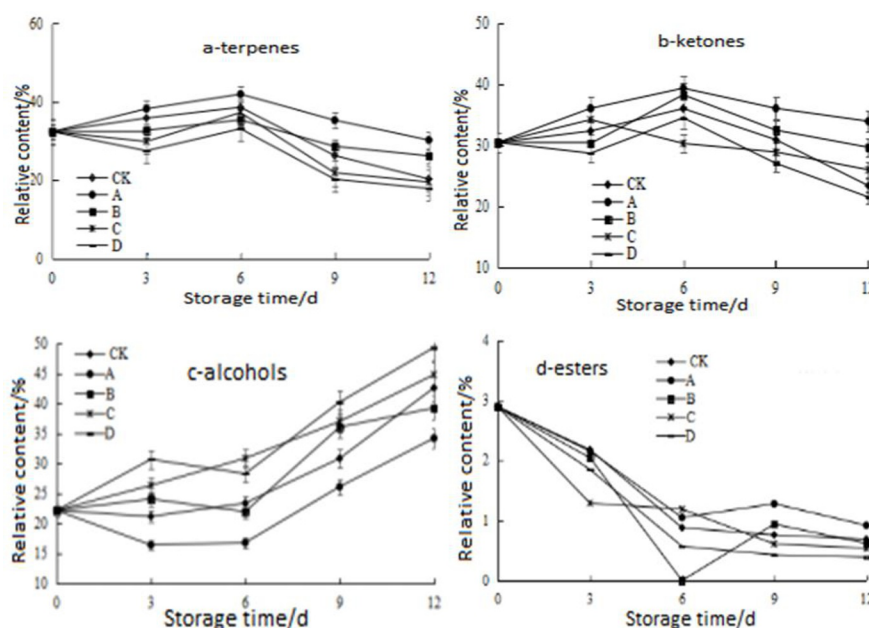 60
40
20
0
Relative content/%
a-terpenes
CK
A
B
C
D
0 3 6 9 12
Storage time/d
50
40
30
20
10
Relative content/%
b-ketones
CK
A
B
C
D
0 3 6 9 12
Storage time/d
50
45
40
35
30
25
20
15
10
Relative content/%
c-alcohols
CK
A
B
C
D
0 3 6 9 12
Storage time/d
4
3
2
1
0
Relative content/%
d-esters
CK
A
B
C
D
0 3 6 9 12
Storage time/d